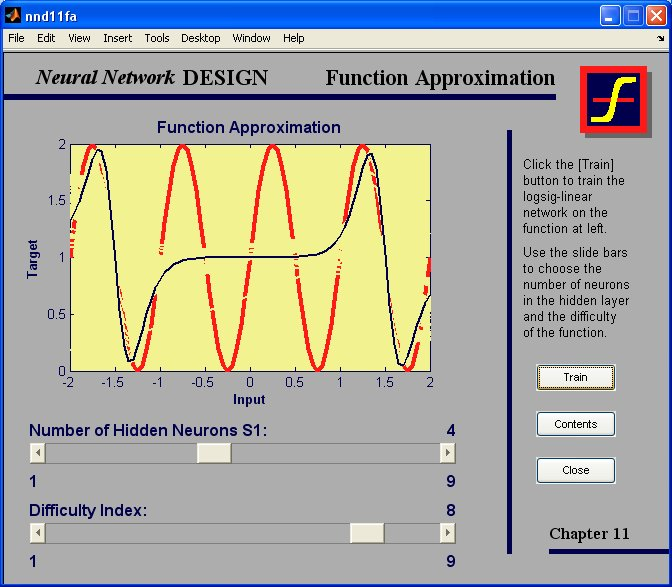 nnd11fa
File Edit View Insert Tools Desktop Window Help
Neural Network DESIGN Function Approximation
Function Approximation
2
1.5
1
0.5
0
Target
-2 -1.5 -1 -0.5 0 0.5 1 1.5 2
Input
Click the [Train]
button to train the
logsig-linear
network on the
function at left.
Use the slide bars
to choose the
number of neurons
in the hidden layer
and the difficulty
of the function.
Train
Contents
Close
Number of Hidden Neurons S1: 4
1 9
Difficulty Index: 8
1 9
Chapter 11